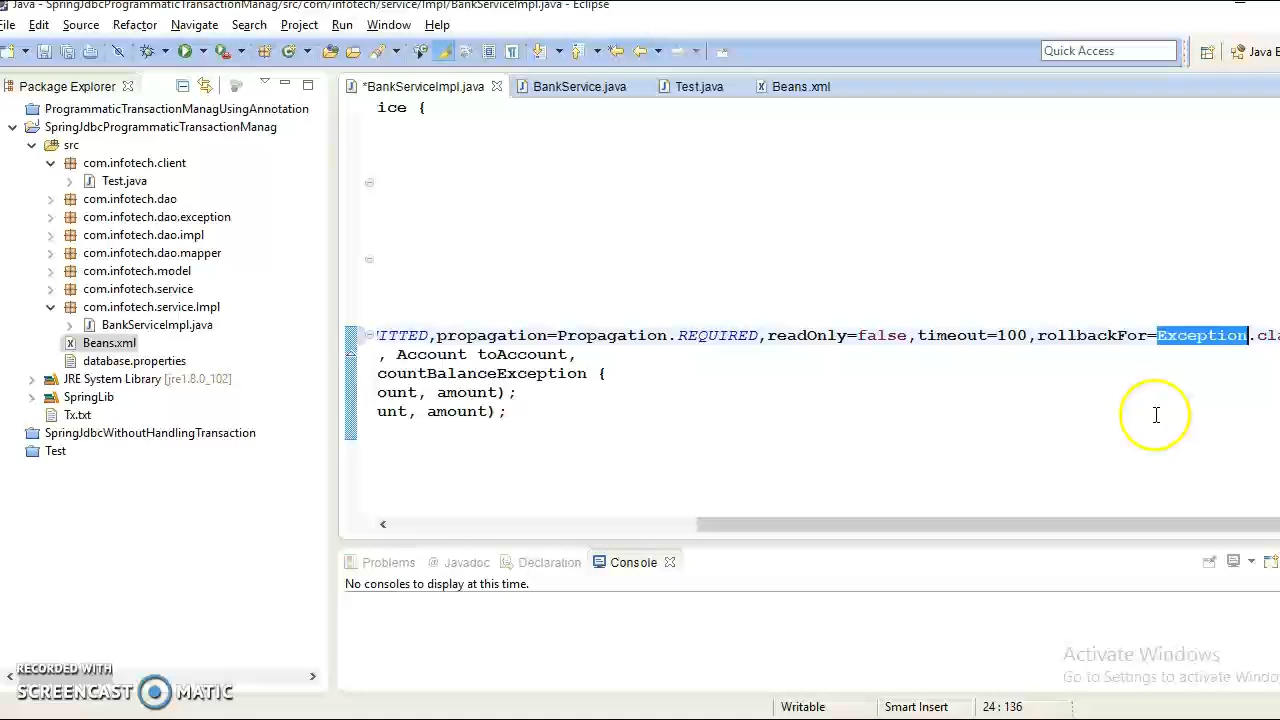 Java - SpringJdbcProgrammaticTransactionManag/src/com/infotech/service/Impl/BankServiceImpl.java - Eclipse
File Edit Source Refactor Navigate Search Project Run Window Help
Quick Access
Java E
Package Explorer
*BankServiceImpl.java BankService.java Test.java Beans.xml
ProgrammaticTransactionManagUsingAnnotation
SpringJdbcProgrammaticTransactionManag
src
com.infotech.client
Test.java
com.infotech.dao
com.infotech.dao.exception
com.infotech.dao.impl
com.infotech.dao.mapper
com.infotech.model
com.infotech.service
com.infotech.service.Impl
BankServiceImpl.java
Beans.xml
database.properties
JRE System Library [jre1.8.0_102]
SpringLib
Tx.txt
SpringJdbcWithoutHandlingTransaction
Test
ice {
ITTED,propagation=Propagation.REQUIRED,readOnly=false,timeout=100,rollbackFor=Exception.cla
, Account toAccount,
countBalanceException {
ount, amount);
unt, amount);
Problems @ Javadoc Declaration Console
No consoles to display at this time.
Activate Windows
Go to Settings to activate Window
RECORDED WITH
SCREENCAST MATIC
Writable Smart Insert 24 : 136